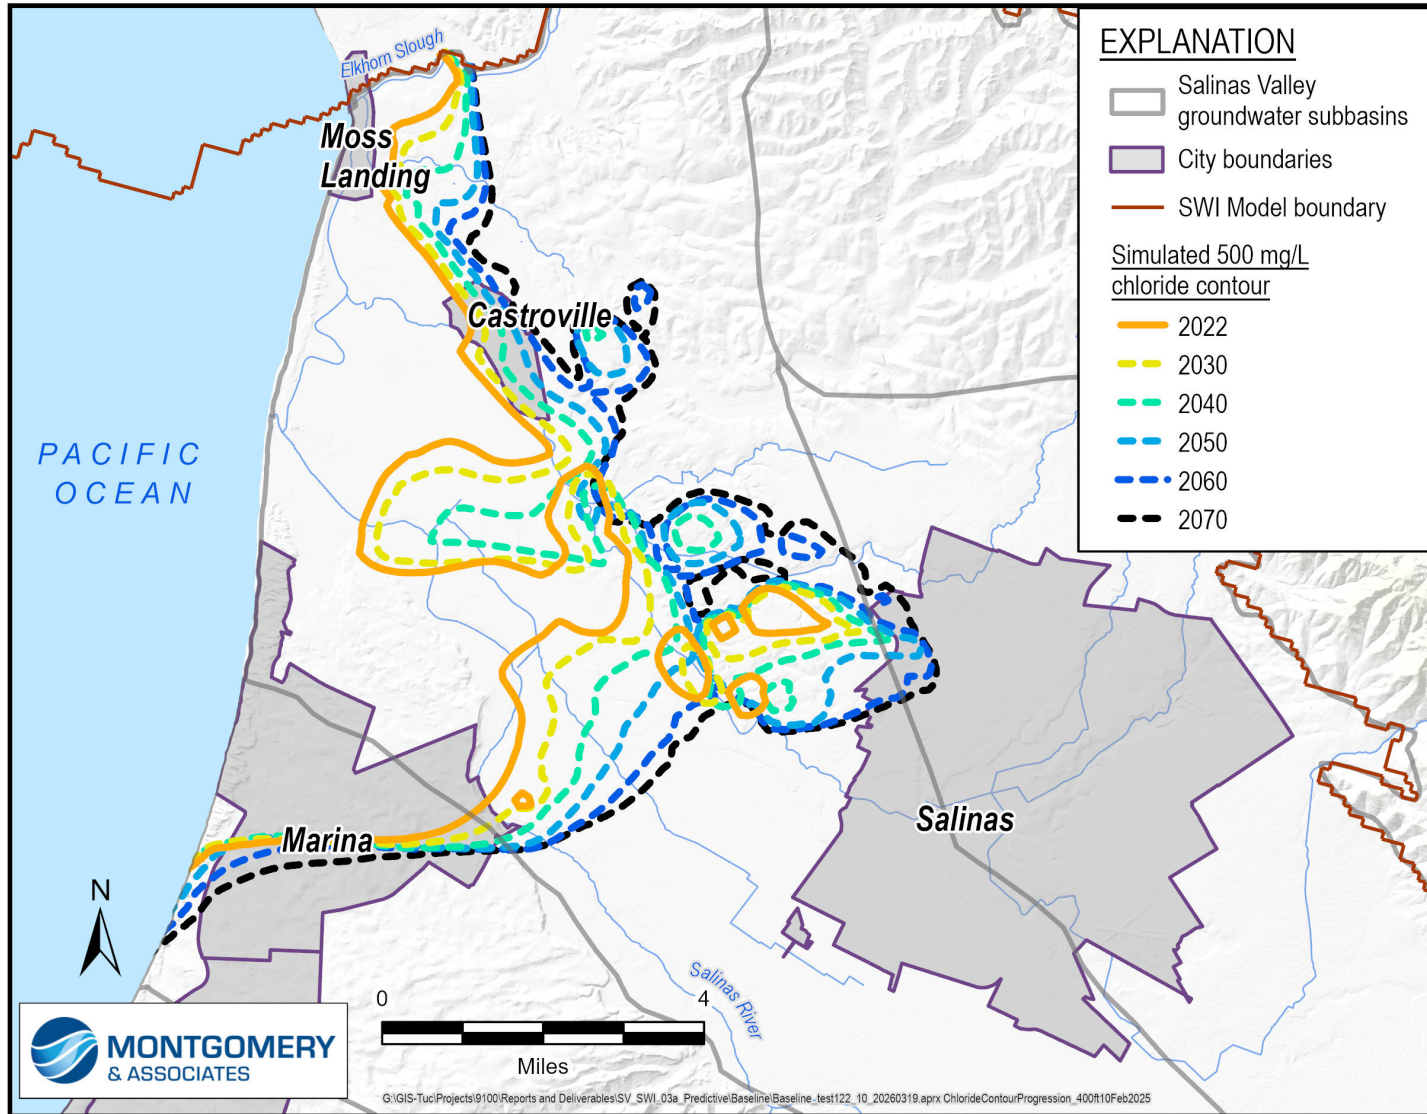 Elkhorn Slough
Moss
Landing
Castroville
PACIFIC
OCEAN
Marina
Salinas
Salinas River
N
0 4
Miles
MONTGOMERY
& ASSOCIATES
G:\GIS-Tuc\Projects\9100\Reports and Deliverables\SV_SWI_03a_Predictive\Baseline\Baseline_test122_10_20260319.aprx ChlorideContourProgression_400ft10Feb2025
EXPLANATION
Salinas Valley
groundwater subbasins
City boundaries
SWI Model boundary
Simulated 500 mg/L
chloride contour
2022
2030
2040
2050
2060
2070